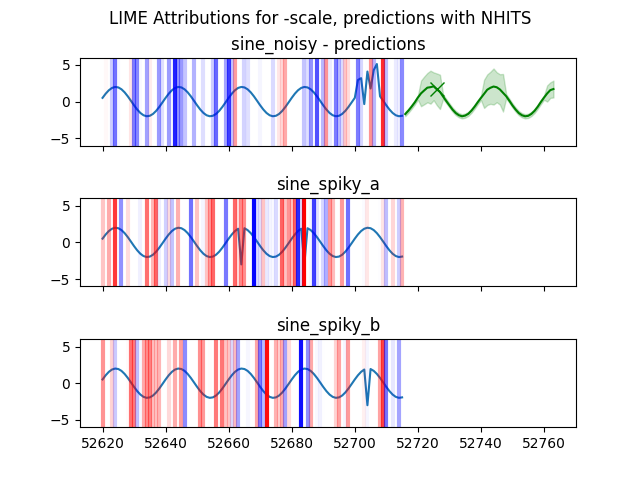 LIME Attributions for -scale, predictions with NHITS
sine_noisy - predictions
5
0
−5
sine_spiky_a
5
0
−5
sine_spiky_b
5
0
−5
52620 52640 52660 52680 52700 52720 52740 52760